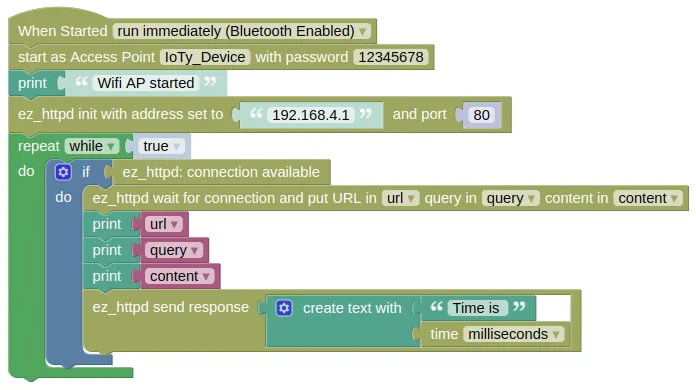 When Started run immediately (Bluetooth Enabled) ▾
start as Access Point IoTy_Device with password 12345678
print “ Wifi AP started ”
ez_httpd init with address set to “ 192.168.4.1 ” and port 80
repeat while ▾ true ▾
do if ez_httpd: connection available
do ez_httpd wait for connection and put URL in url ▾ query in query ▾ content in content ▾
print url ▾
print query ▾
print content ▾
ez_httpd send response create text with “ Time is ”
time milliseconds ▾